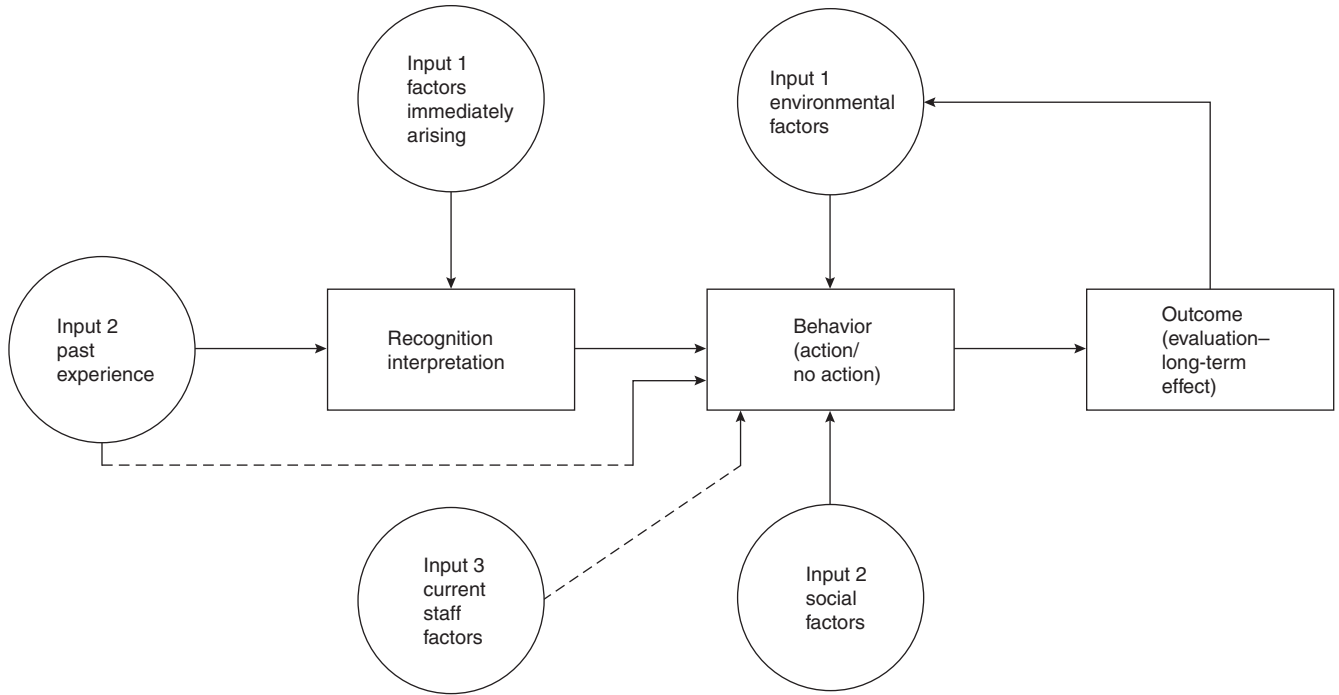 Input 1
factors
immediately
arising
Input 1
environmental
factors
Input 2
past
experience
Recognition
interpretation
Behavior
(action/
no action)
Outcome
(evaluation–
long-term
effect)
Input 3
current
staff
factors
Input 2
social
factors